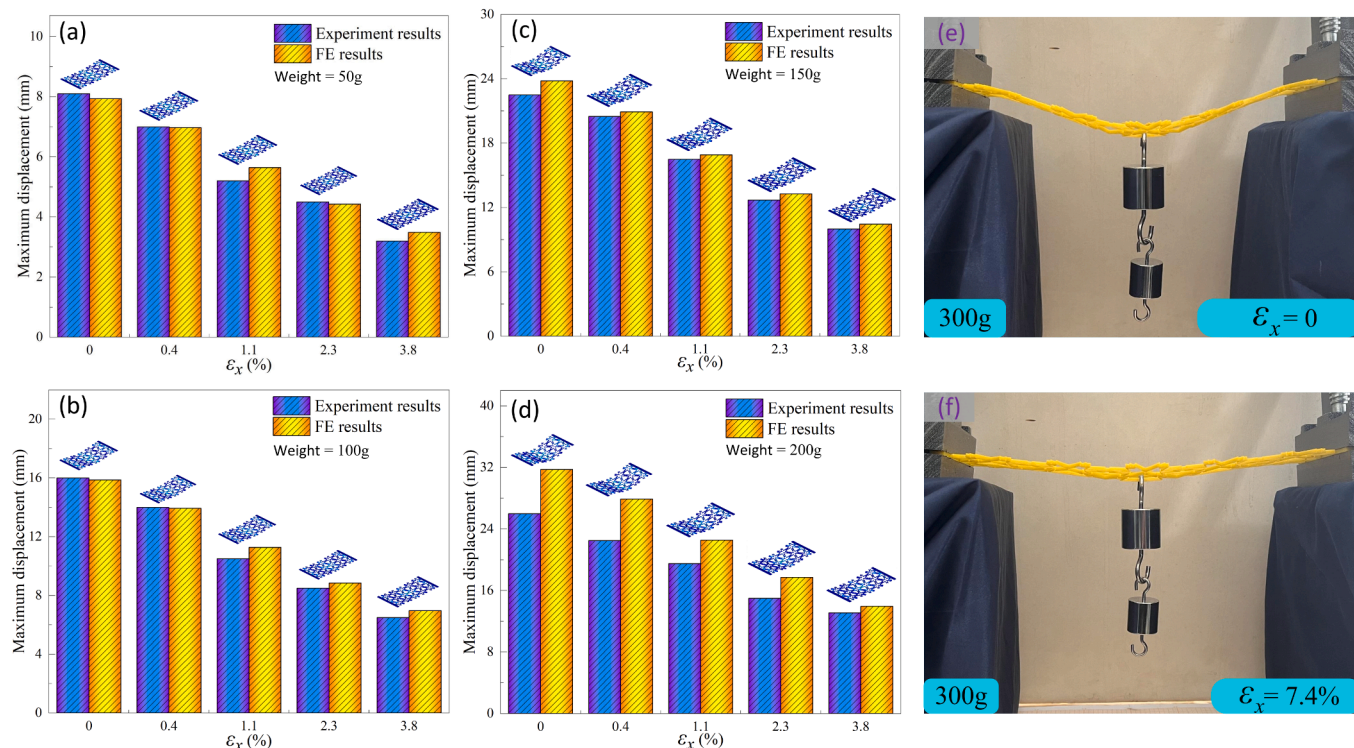 (a)
Experiment results
FE results
Weight = 50g
Maximum displacement (mm)
10
8
6
4
2
0
0 0.4 1.1 2.3 3.8
εx (%)
(b)
Experiment results
FE results
Weight = 100g
Maximum displacement (mm)
20
16
12
8
4
0
0 0.4 1.1 2.3 3.8
εx (%)
(c)
Experiment results
FE results
Weight = 150g
Maximum displacement (mm)
30
24
18
12
6
0
0 0.4 1.1 2.3 3.8
εx (%)
(d)
Experiment results
FE results
Weight = 200g
Maximum displacement (mm)
40
32
24
16
8
0
0 0.4 1.1 2.3 3.8
εx (%)
(e)
300g
εx = 0
(f)
300g
εx = 7.4%